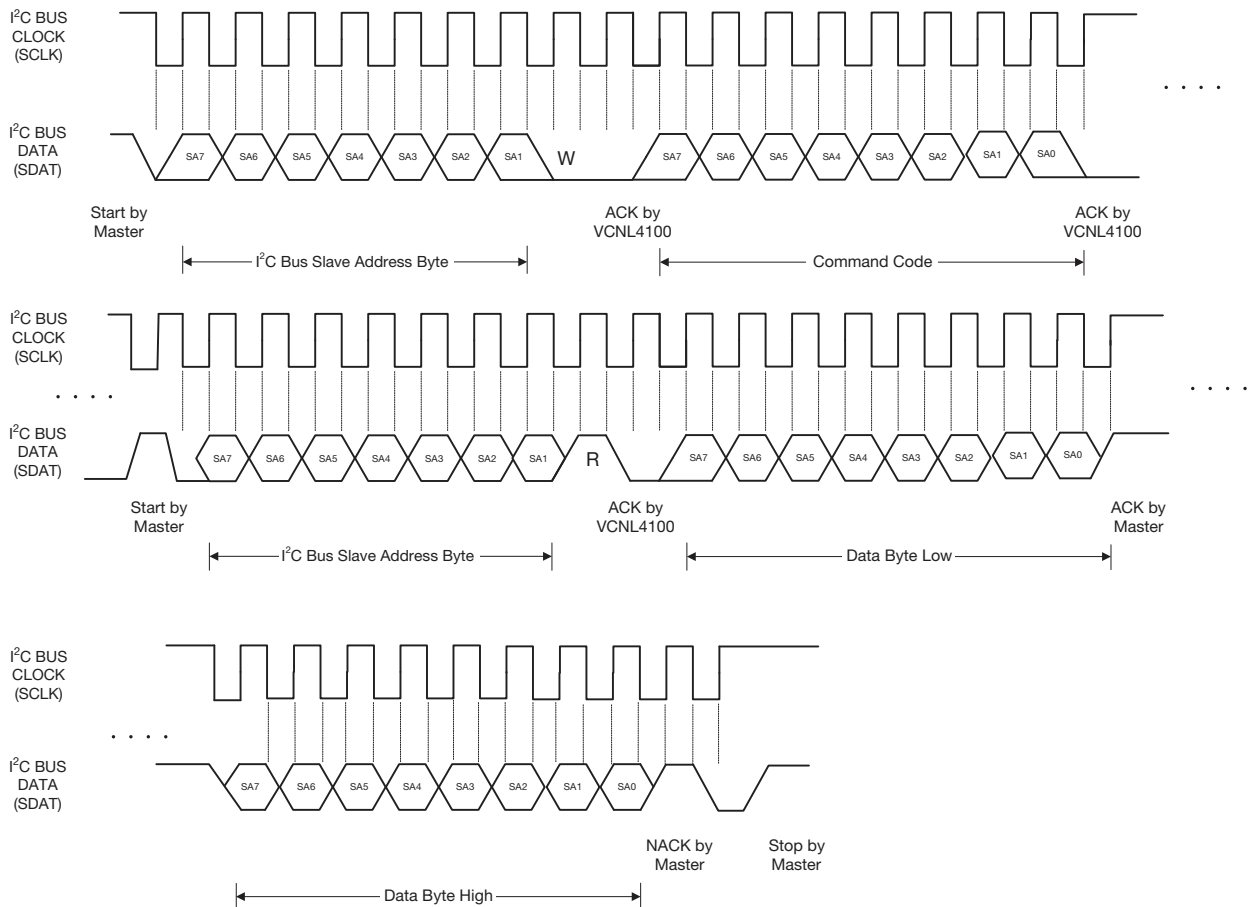 I²C BUS
CLOCK
(SCLK)
. . . .
I²C BUS
DATA
(SDAT)
SA7 SA6 SA5 SA4 SA3 SA2 SA1 W SA7 SA6 SA5 SA4 SA3 SA2 SA1 SA0
Start by
Master
ACK by
VCNL4100
ACK by
VCNL4100
I²C Bus Slave Address Byte
Command Code
I²C BUS
CLOCK
(SCLK)
. . . .
. . . .
I²C BUS
DATA
(SDAT)
SA7 SA6 SA5 SA4 SA3 SA2 SA1 R SA7 SA6 SA5 SA4 SA3 SA2 SA1 SA0
Start by
Master
ACK by
VCNL4100
ACK by
Master
I²C Bus Slave Address Byte
Data Byte Low
I²C BUS
CLOCK
(SCLK)
. . . .
I²C BUS
DATA
(SDAT)
SA7 SA6 SA5 SA4 SA3 SA2 SA1 SA0
NACK by
Master
Stop by
Master
Data Byte High